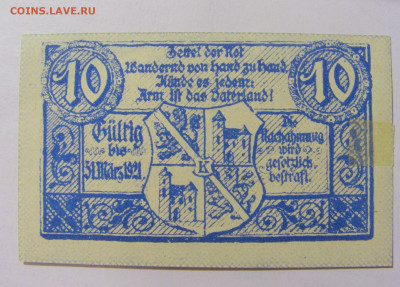 COINS.ЛАVE.RU
Zettel der Not
Wandernd von Hand zu Hand
Künde es jedem:
Arm ist das Vaterland!
10
10
Gültig
bis
31. März 1921.
K
Die
Nachahmung
wird
gesetzlich
bestraft.